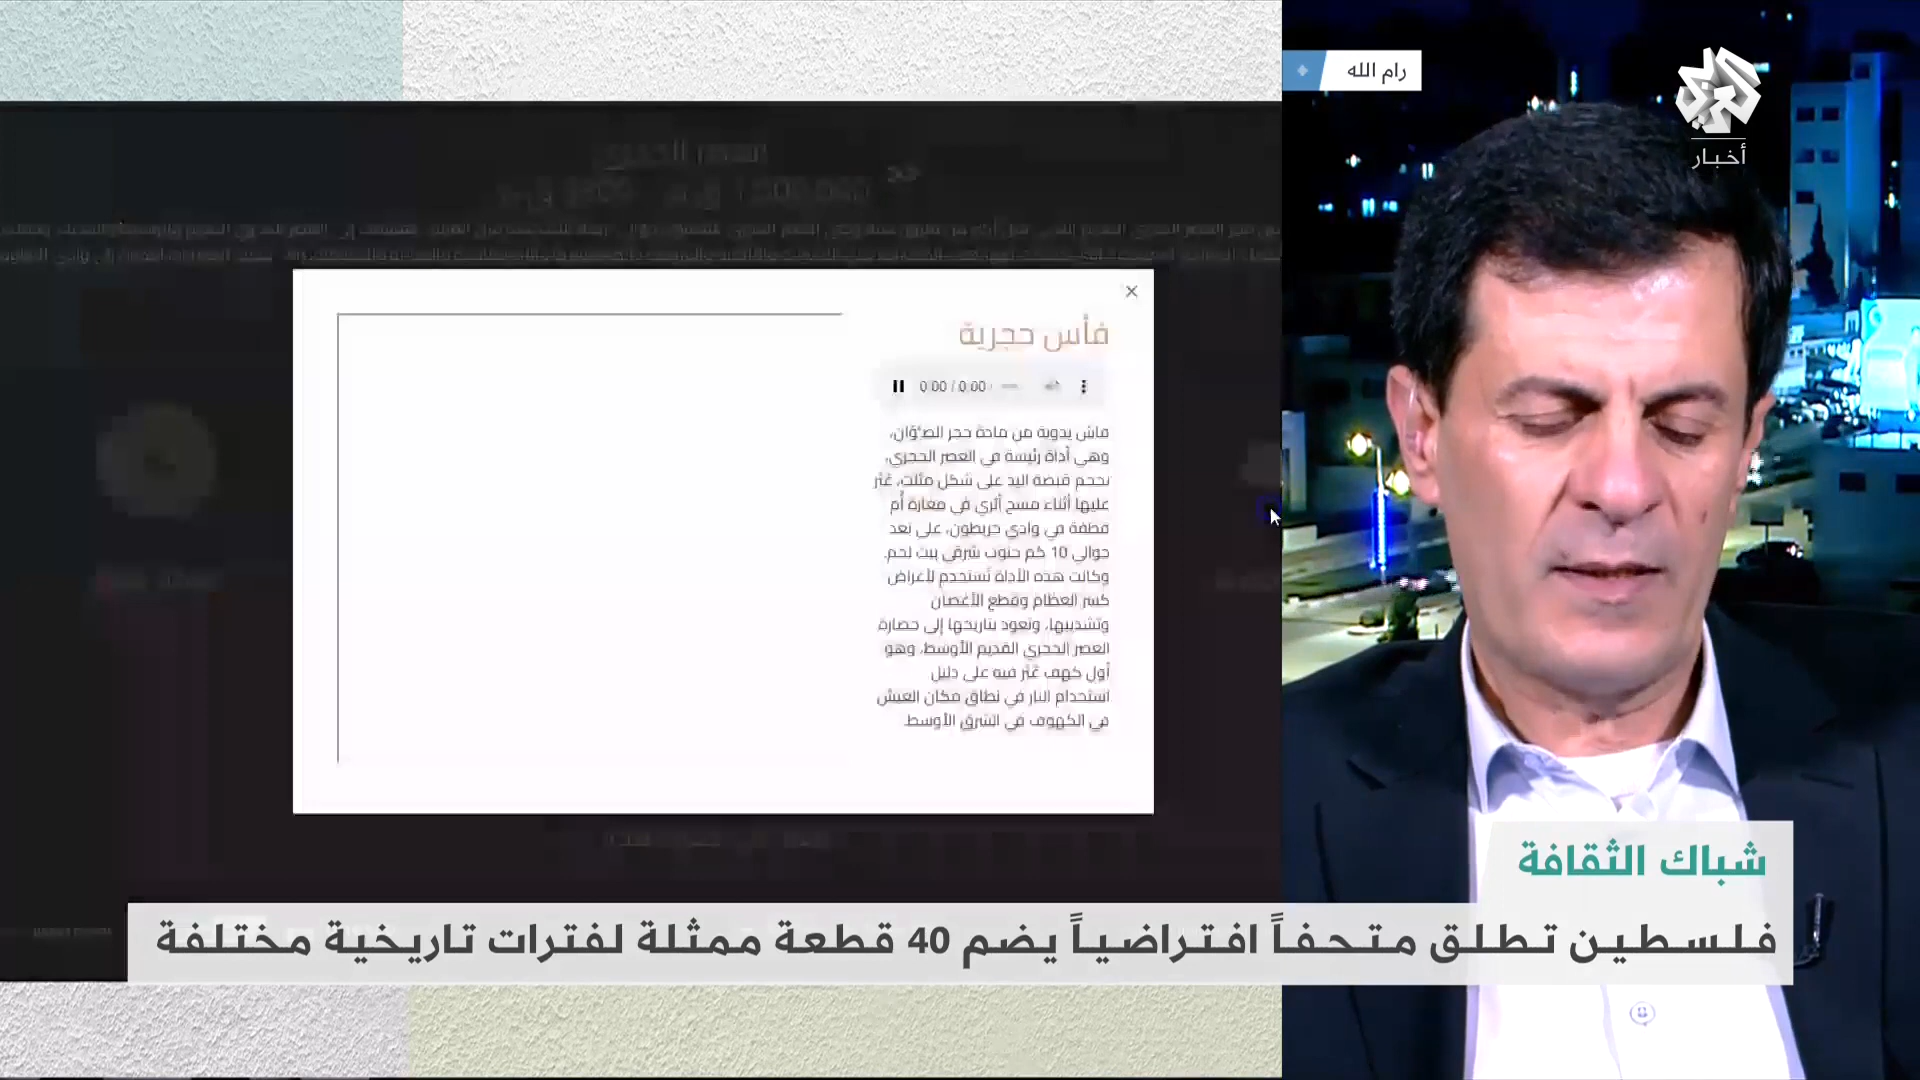 رام الله
العربي
أخبار
العصر الحجري
فأس حجرية
0:00 / 0:00
فأس يدوية من مادة حجر الصوّان،
وهي أداة رئيسة في العصر الحجري،
بحجم قبضة اليد على شكل مثلث، عُثر
عليها أثناء مسح أثري في مغارة أم
قطفة في وادي خريطون، على بعد
حوالي 10 كم جنوب شرقي بيت لحم.
وكانت هذه الأداة تستخدم لأغراض
كسر العظام وقطع الأغصان
وتشذيبها، وتعود بتاريخها إلى حضارة
العصر الحجري القديم الأوسط، وهو
أول كهف عُثر فيه على دليل
استخدام النار في نطاق مكان العيش
في الكهوف في الشرق الأوسط.
شباك الثقافة
فلسطين تطلق متحفاً افتراضياً يضم 40 قطعة ممثلة لفترات تاريخية مختلفة